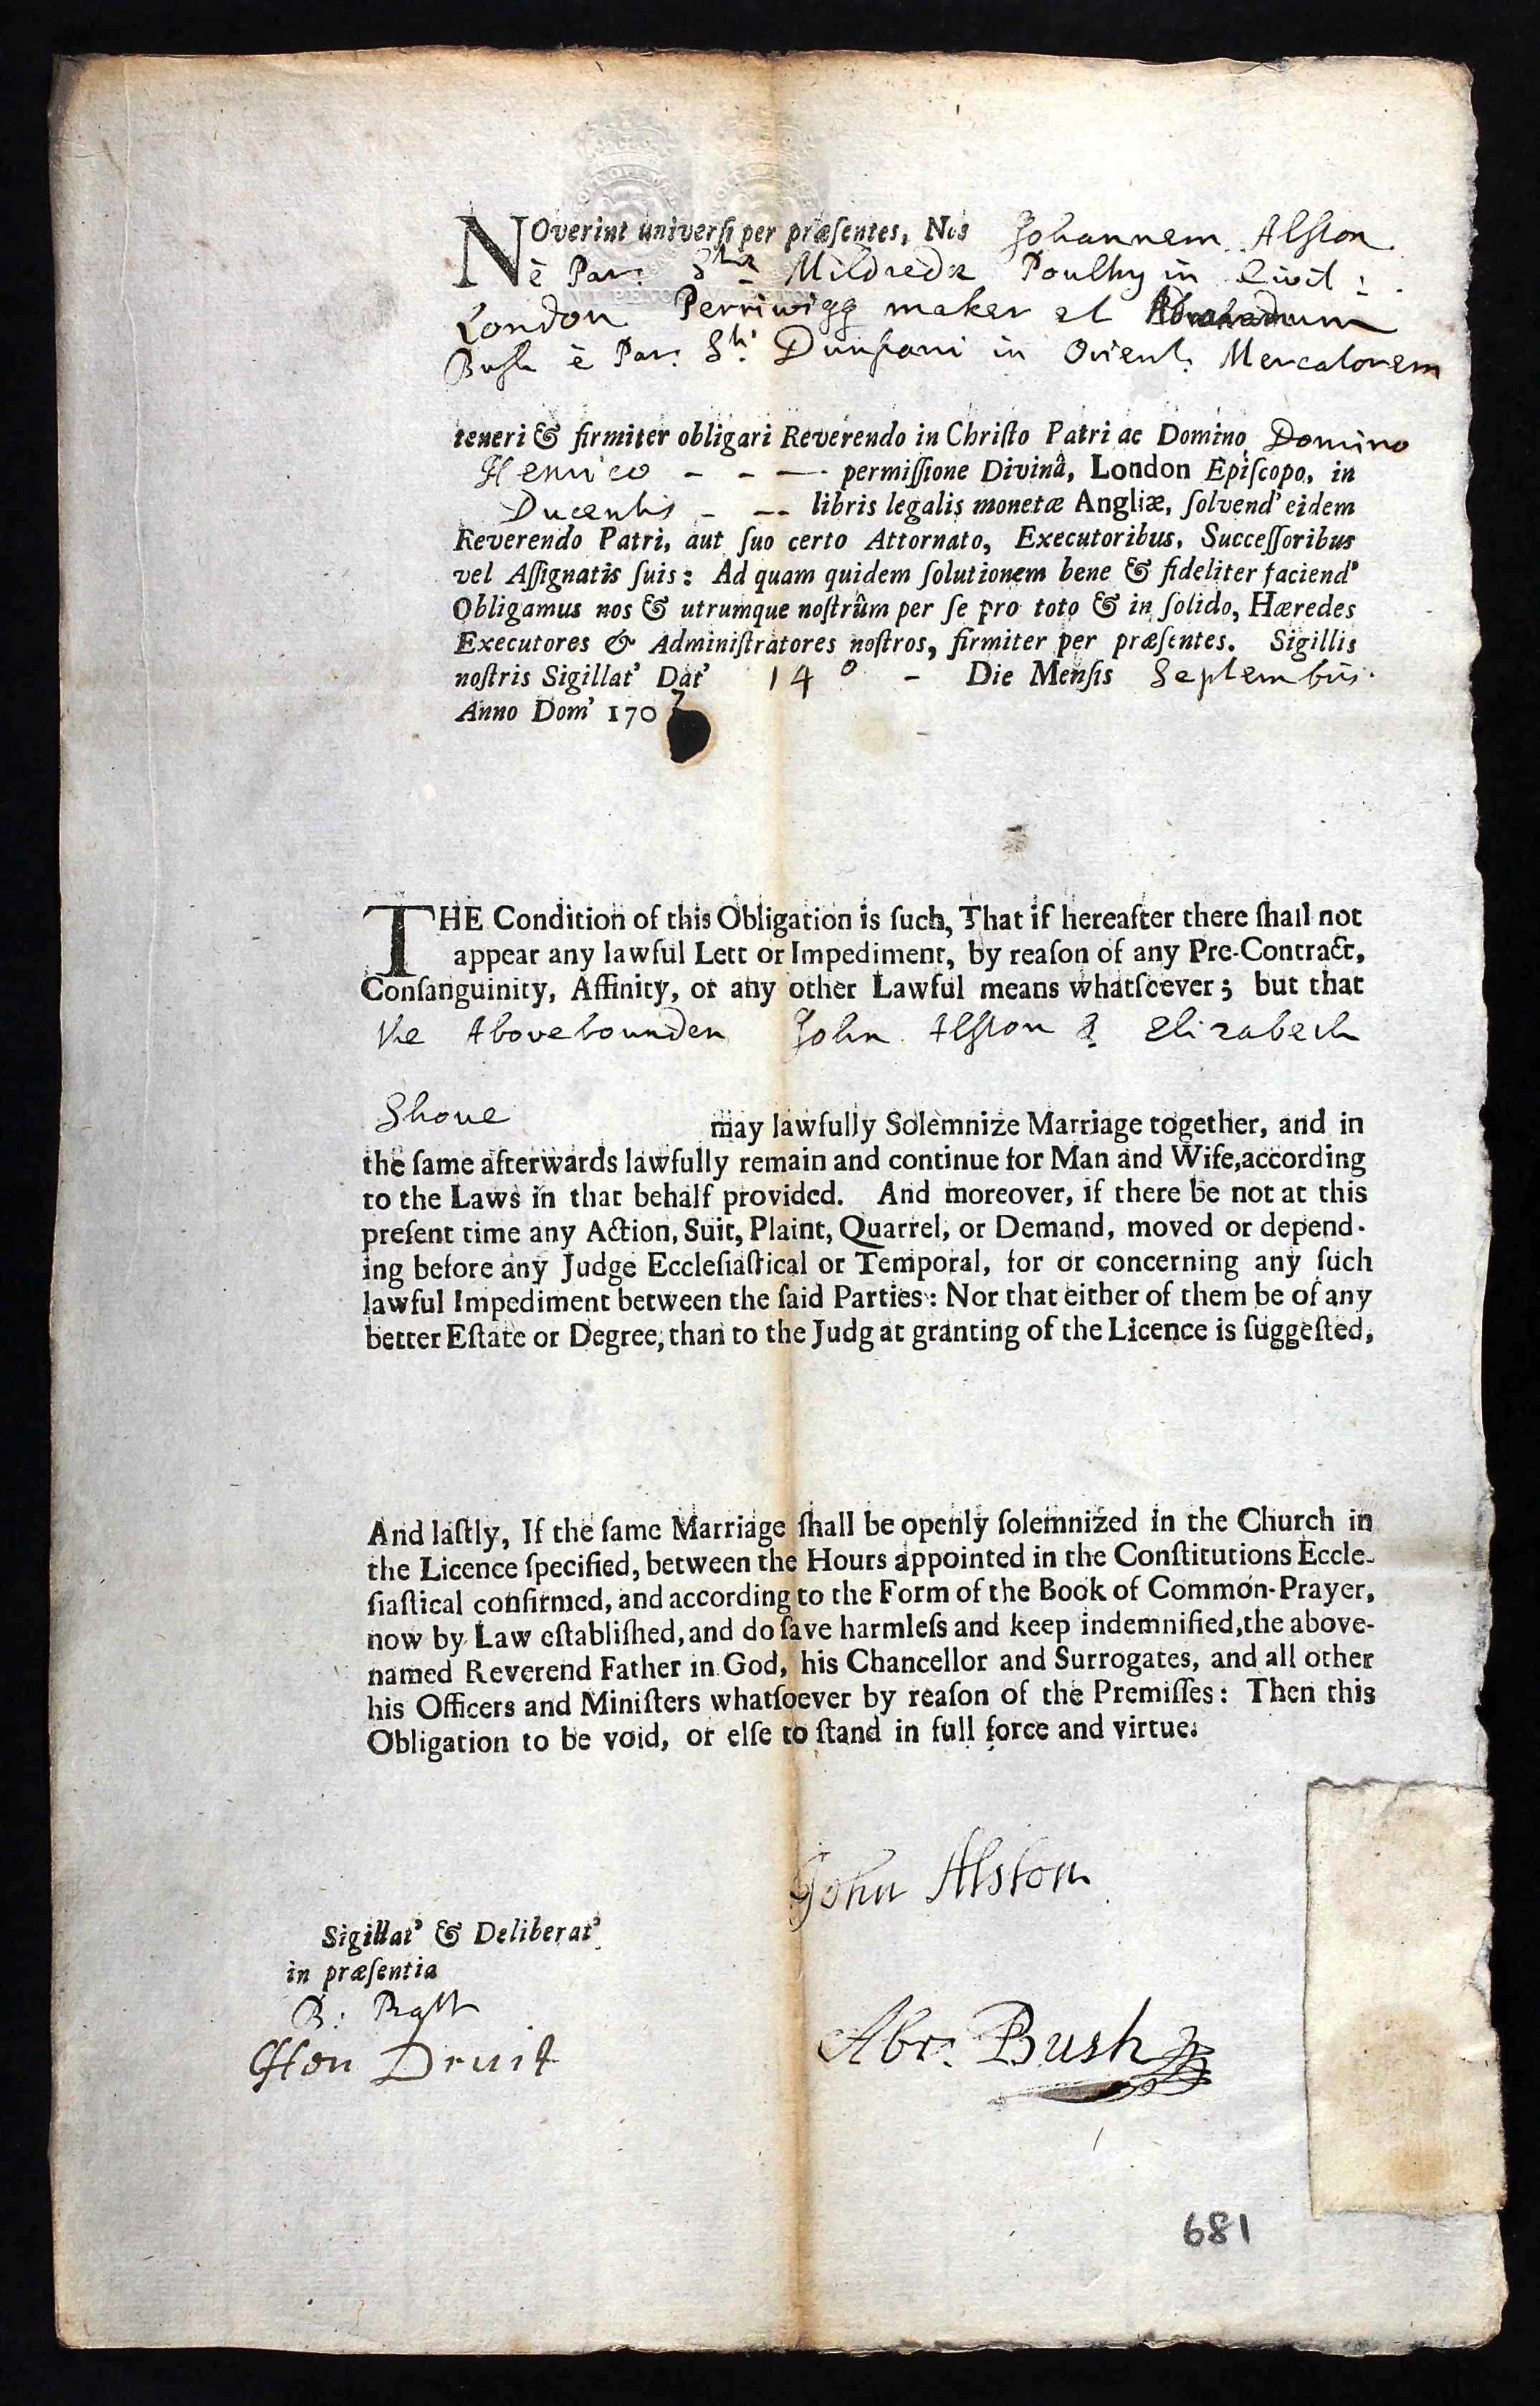 NOverint universi per præsentes, Nos Johannem Alston
è Par: Stæ Mildredæ Poultry in Civit:
London Perriwigg maker et Abrahamum
Bush è Par: Sti Dunstani in Orient. Mercatorem
teneri & firmiter obligari Reverendo in Christo Patri ac Domino Domino
Henrico - - - permissione Divinâ, London Episcopo, in
Ducentis - -- libris legalis monetæ Angliæ, solvend' eidem
Reverendo Patri, aut suo certo Attornato, Executoribus, Successoribus
vel Assignatis suis: Ad quam quidem solutionem bene & fideliter faciend'
Obligamus nos & utrumque nostrûm per se pro toto & in solido, Hæredes
Executores & Administratores nostros, firmiter per præsentes. Sigillis
nostris Sigillat' Dat' 14° - Die Mensis Septembris.
Anno Dom' 170
THE Condition of this Obligation is such, That if hereafter there shall not
appear any lawful Lett or Impediment, by reason of any Pre-Contract,
Consanguinity, Affinity, or any other Lawful means whatsoever; but that
the Abovebounden John Alston & Elizabeth
Shove may lawfully Solemnize Marriage together, and in
the same afterwards lawfully remain and continue for Man and Wife, according
to the Laws in that behalf provided. And moreover, if there be not at this
present time any Action, Suit, Plaint, Quarrel, or Demand, moved or depend-
ing before any Judge Ecclesiastical or Temporal, for or concerning any such
lawful Impediment between the said Parties: Nor that either of them be of any
better Estate or Degree, than to the Judg at granting of the Licence is suggested,
And lastly, If the same Marriage shall be openly solemnized in the Church in
the Licence specified, between the Hours appointed in the Constitutions Eccle-
siastical confirmed, and according to the Form of the Book of Common-Prayer,
now by Law established, and do save harmless and keep indemnified, the above-
named Reverend Father in God, his Chancellor and Surrogates, and all other
his Officers and Ministers whatsoever by reason of the Premisses: Then this
Obligation to be void, or else to stand in full force and virtue.
John Alston
Sigillat' & Deliberat'
in præsentia
B:
Druit
Abr: Bush
681